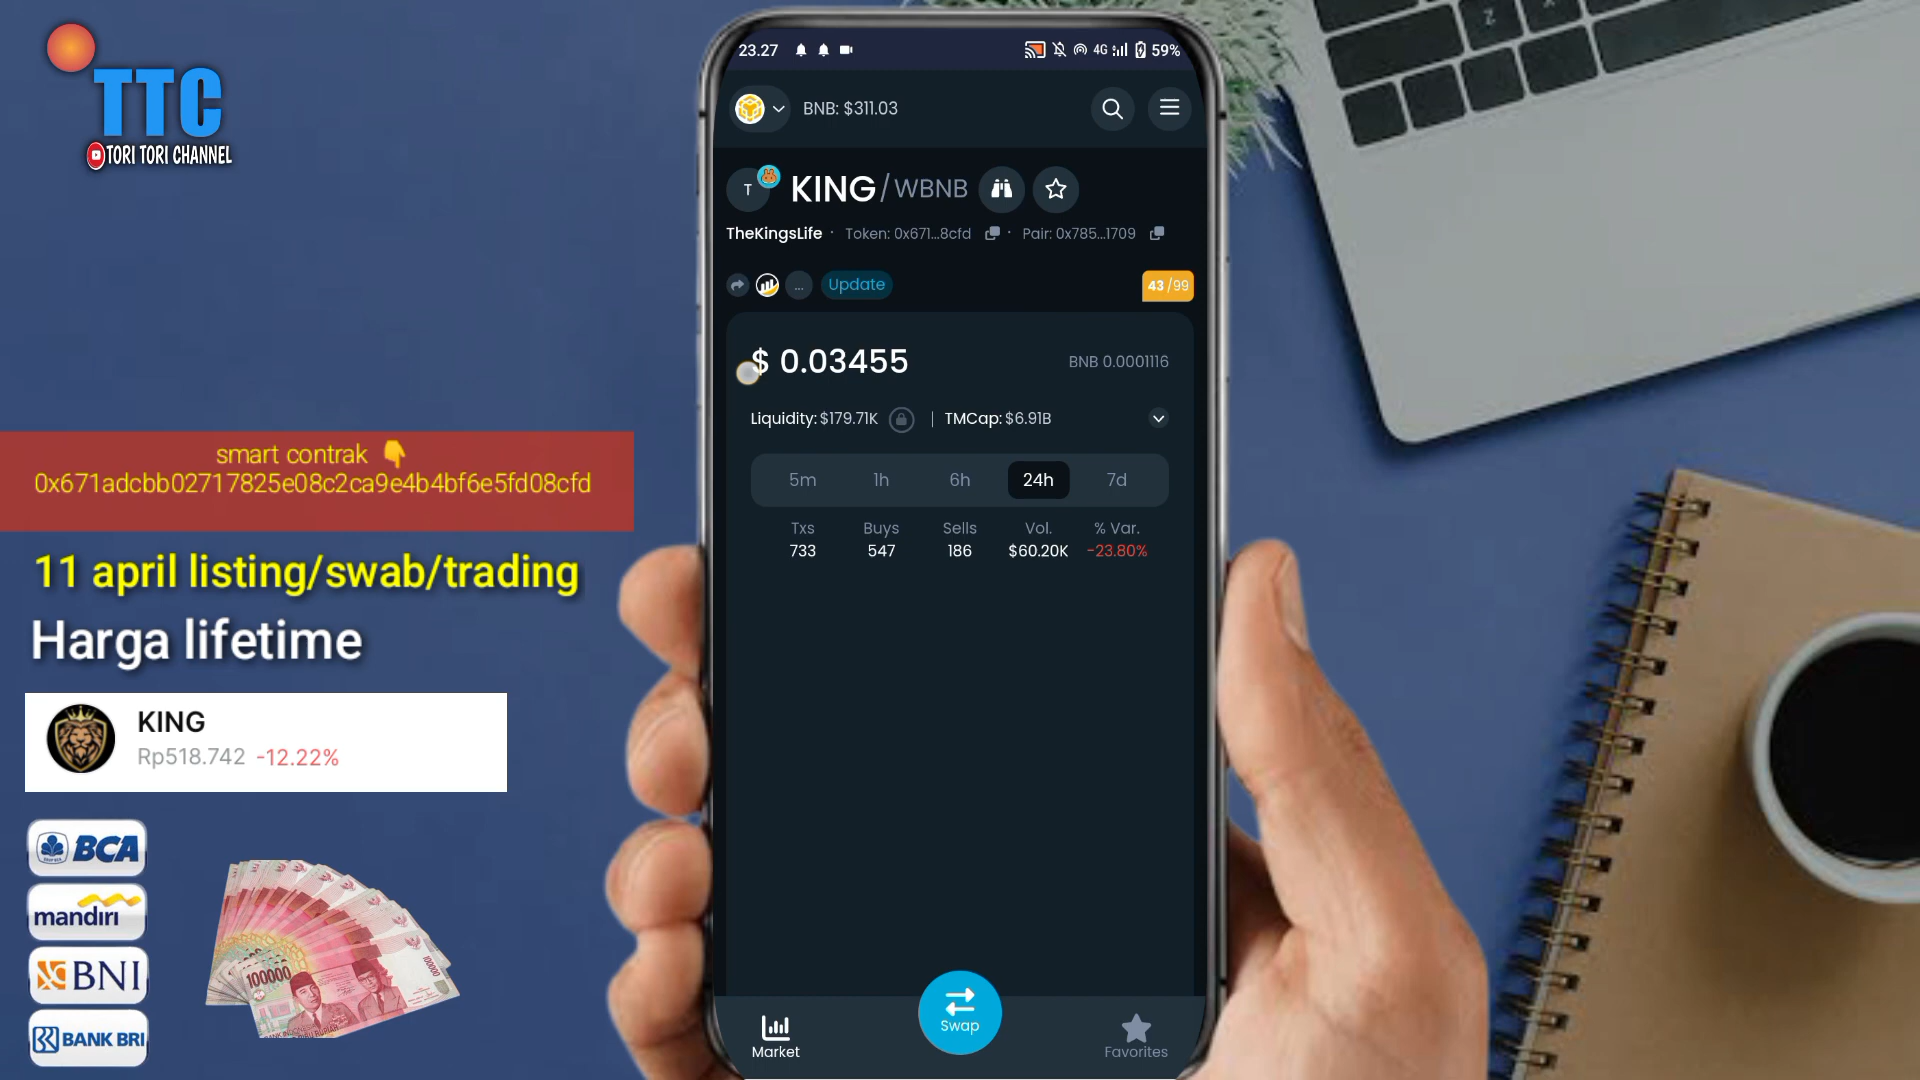 TTC
TORI TORI CHANNEL
smart contrak 👇
0x671adcbb02717825e08c2ca9e4b4bf6e5fd08cfd
11 april listing/swab/trading
Harga lifetime
KING
Rp518.742 -12.22%
BCA
mandiri
BNI
BANK BRI
100000
100000
23.27
4G
59%
BNB: $311.03
T
KING/WBNB
TheKingsLife · Token: 0x671...8cfd · Pair: 0x785...1709
... Update
43/99
$ 0.03455
BNB 0.0001116
Liquidity: $179.71K | TMCap: $6.91B
5m 1h 6h 24h 7d
Txs Buys Sells Vol. % Var.
733 547 186 $60.20K -23.80%
Market
Swap
Favorites
Z